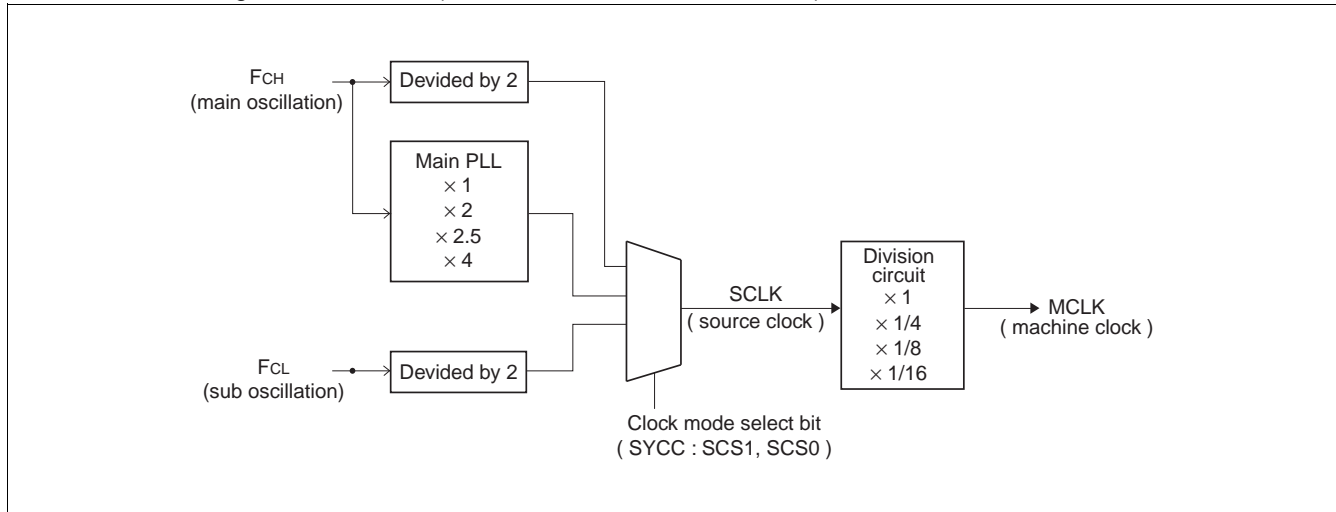 FCH
(main oscillation)
Devided by 2
Main PLL
× 1
× 2
× 2.5
× 4
FCL
(sub oscillation)
Devided by 2
SCLK
( source clock )
Clock mode select bit
( SYCC : SCS1, SCS0 )
Division
circuit
× 1
× 1/4
× 1/8
× 1/16
MCLK
( machine clock )